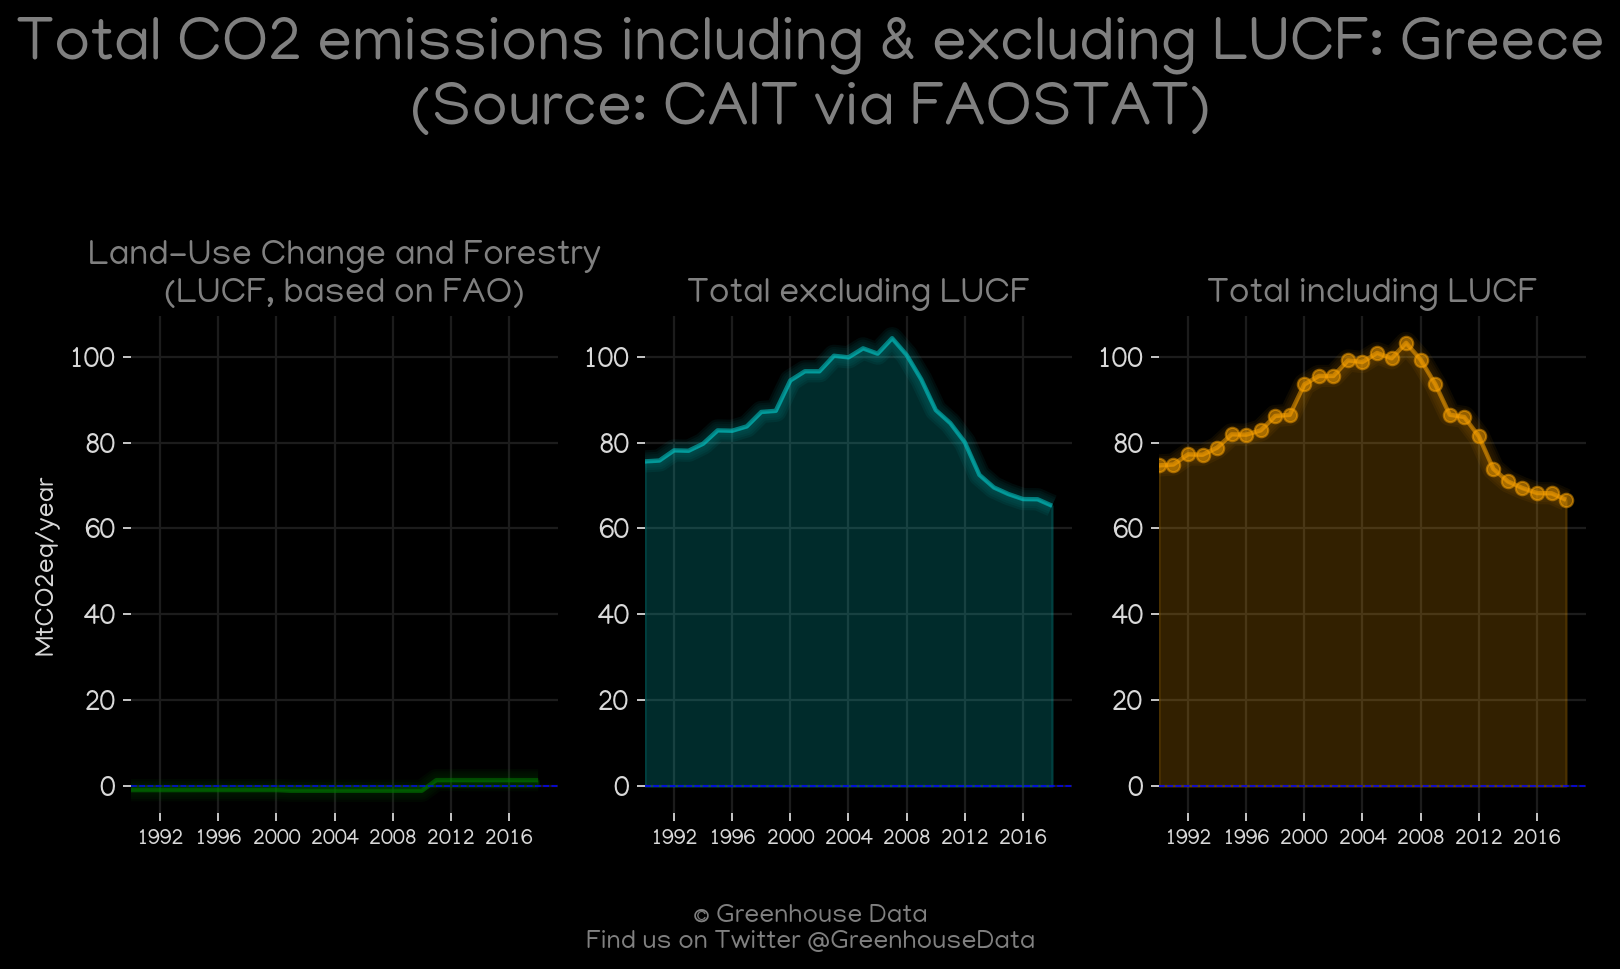 Total CO2 emissions including & excluding LUCF: Greece
(Source: CAIT via FAOSTAT)
Land-Use Change and Forestry
(LUCF, based on FAO)
MtCO2eq/year
100
80
60
40
20
0
1992 1996 2000 2004 2008 2012 2016
Total excluding LUCF
100
80
60
40
20
0
1992 1996 2000 2004 2008 2012 2016
Total including LUCF
100
80
60
40
20
0
1992 1996 2000 2004 2008 2012 2016
© Greenhouse Data
Find us on Twitter @GreenhouseData